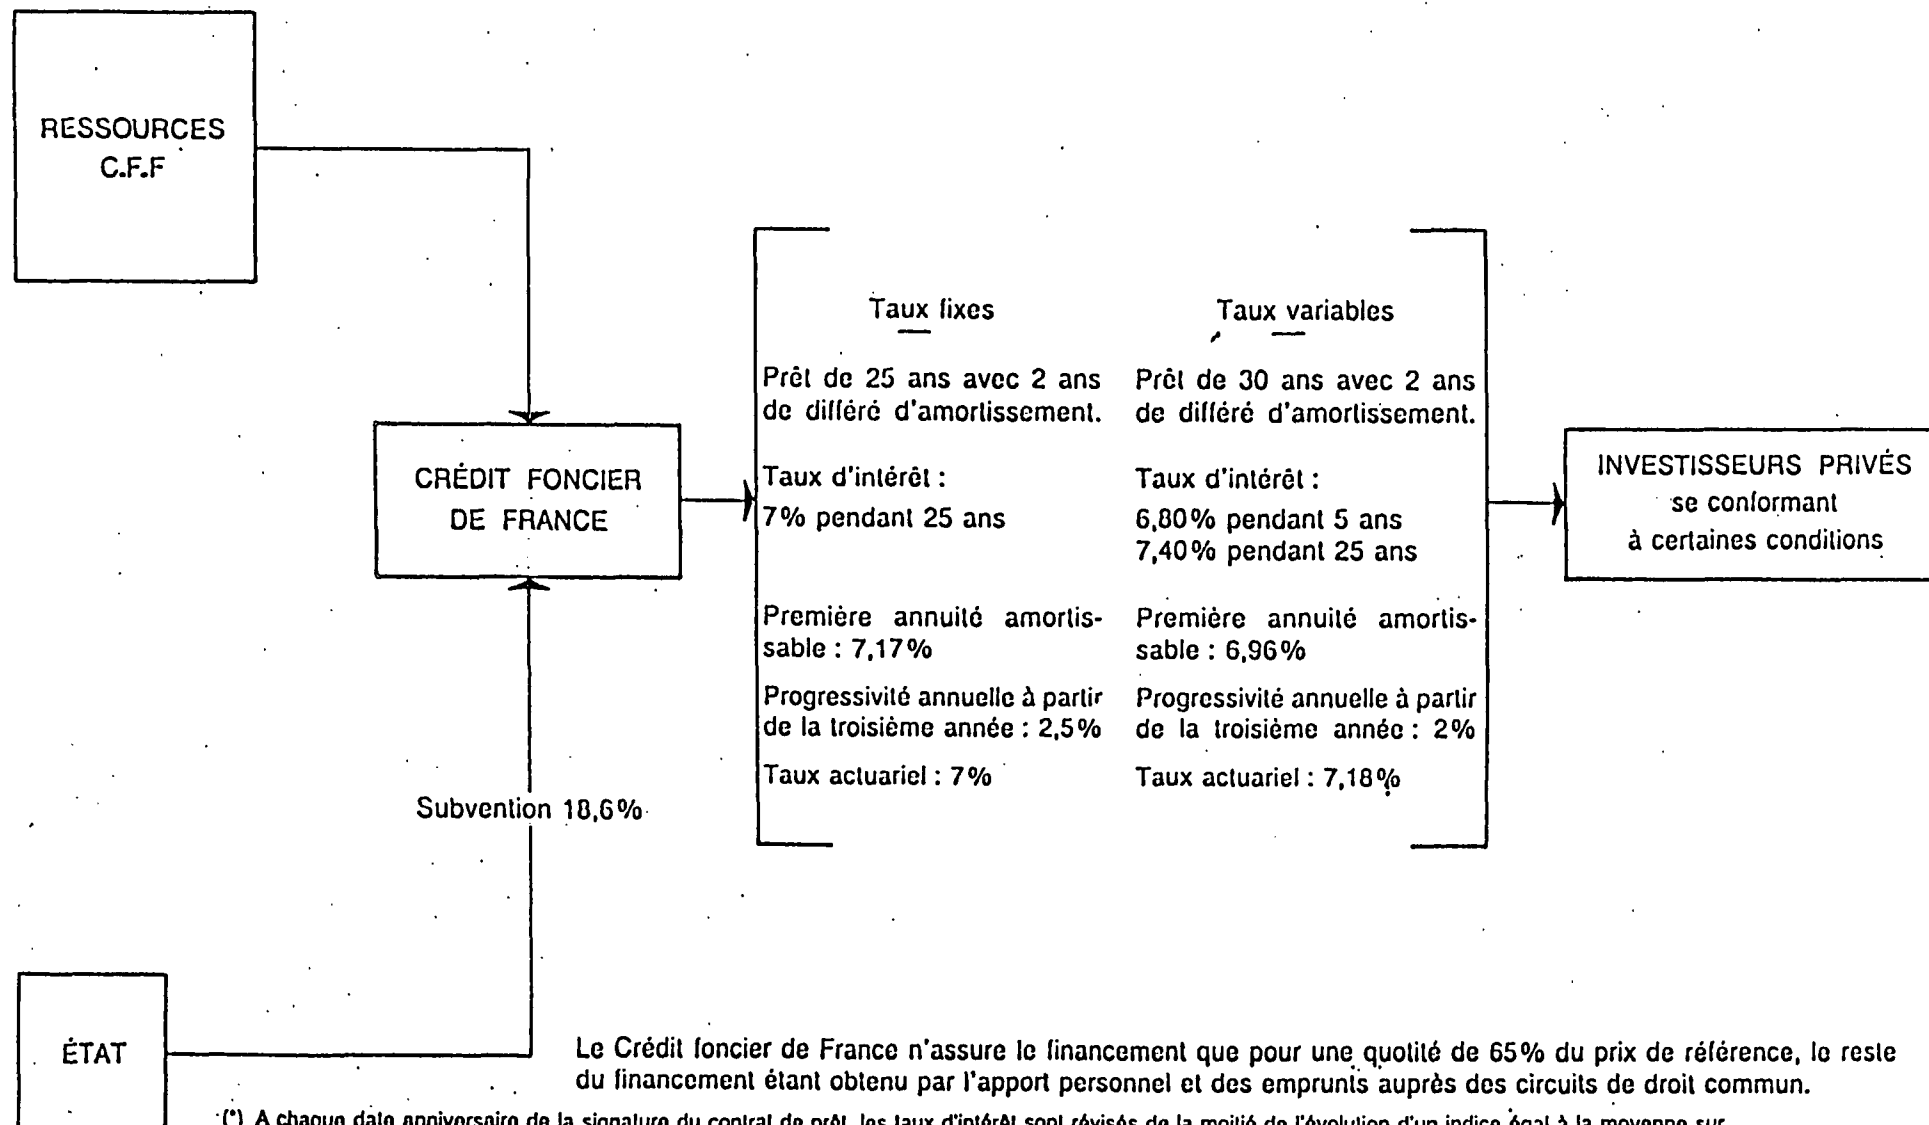 RESSOURCES
C.F.F
CRÉDIT FONCIER
DE FRANCE
Taux fixes
Prêt de 25 ans avec 2 ans
de différé d'amortissement.
Taux d'intérêt :
7% pendant 25 ans
Première annuité amortis-
sable : 7,17%
Progressivité annuelle à partir
de la troisième année : 2,5%
Taux actuariel : 7%
Taux variables
Prêt de 30 ans avec 2 ans
de différé d'amortissement.
Taux d'intérêt :
6,80% pendant 5 ans
7,40% pendant 25 ans
Première annuité amortis-
sable : 6,96%
Progressivité annuelle à partir
de la troisième année : 2%
Taux actuariel : 7,18%
INVESTISSEURS PRIVÉS
se conformant
à certaines conditions
Subvention 18,6%
ÉTAT
Le Crédit foncier de France n'assure le financement que pour une quotité de 65% du prix de référence, le reste
du financement étant obtenu par l'apport personnel et des emprunts auprès des circuits de droit commun.
(*) A chaque date anniversaire de la signature du contrat de prêt, les taux d'intérêt sont révisés de la moitié de l'évolution d'un indice égal à la moyenne sur